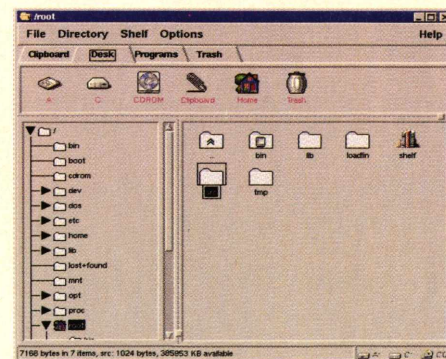 /root
File Directory Shelf Options Help
Clipboard Desk Programs Trash
A: C: CDROM Clipboard Home Trash
/
bin
boot
cdrom
dev
dos
etc
home
lib
lost+found
mnt
opt
proc
root
.. bin lib loadlin shelf
tmp
7168 bytes in 7 items, src: 1024 bytes, 385953 KB available
A: C: